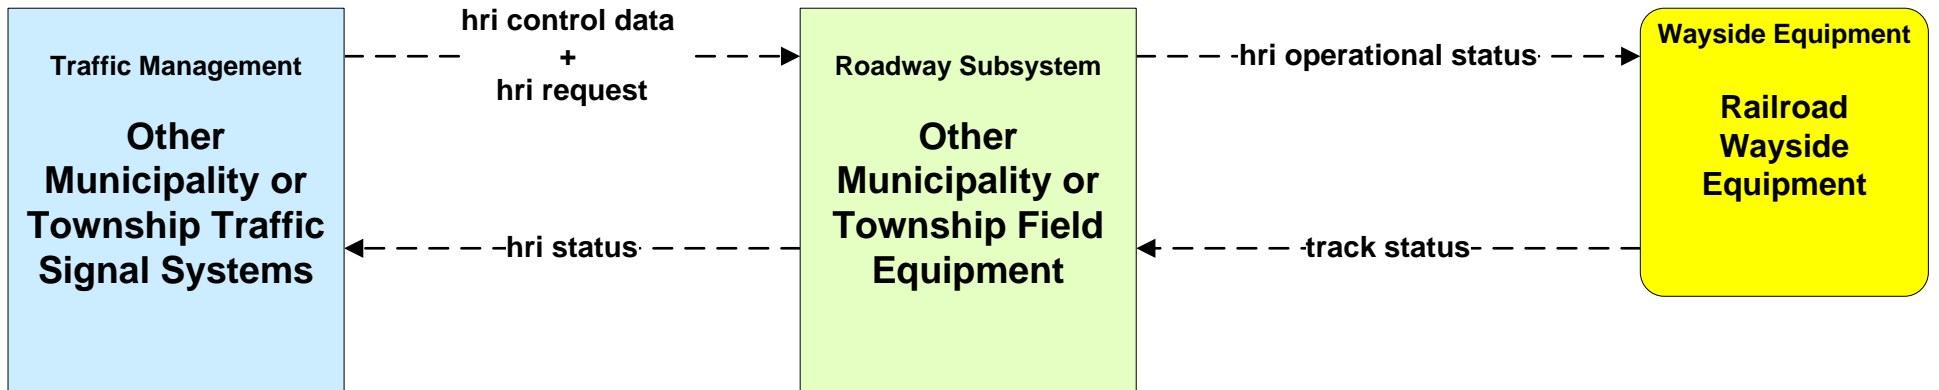 Traffic Management
Other
Municipality or
Township Traffic
Signal Systems
hri control data
+
hri request
hri status
Roadway Subsystem
Other
Municipality or
Township Field
Equipment
hri operational status
track status
Wayside Equipment
Railroad
Wayside
Equipment